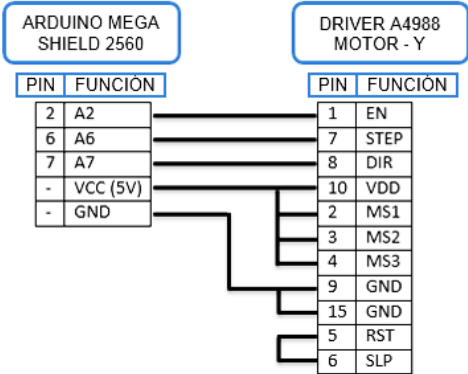 ARDUINO MEGA
SHIELD 2560
PIN FUNCIÓN
2 A2
6 A6
7 A7
- VCC (5V)
- GND
DRIVER A4988
MOTOR - Y
PIN FUNCIÓN
1 EN
7 STEP
8 DIR
10 VDD
2 MS1
3 MS2
4 MS3
9 GND
15 GND
5 RST
6 SLP